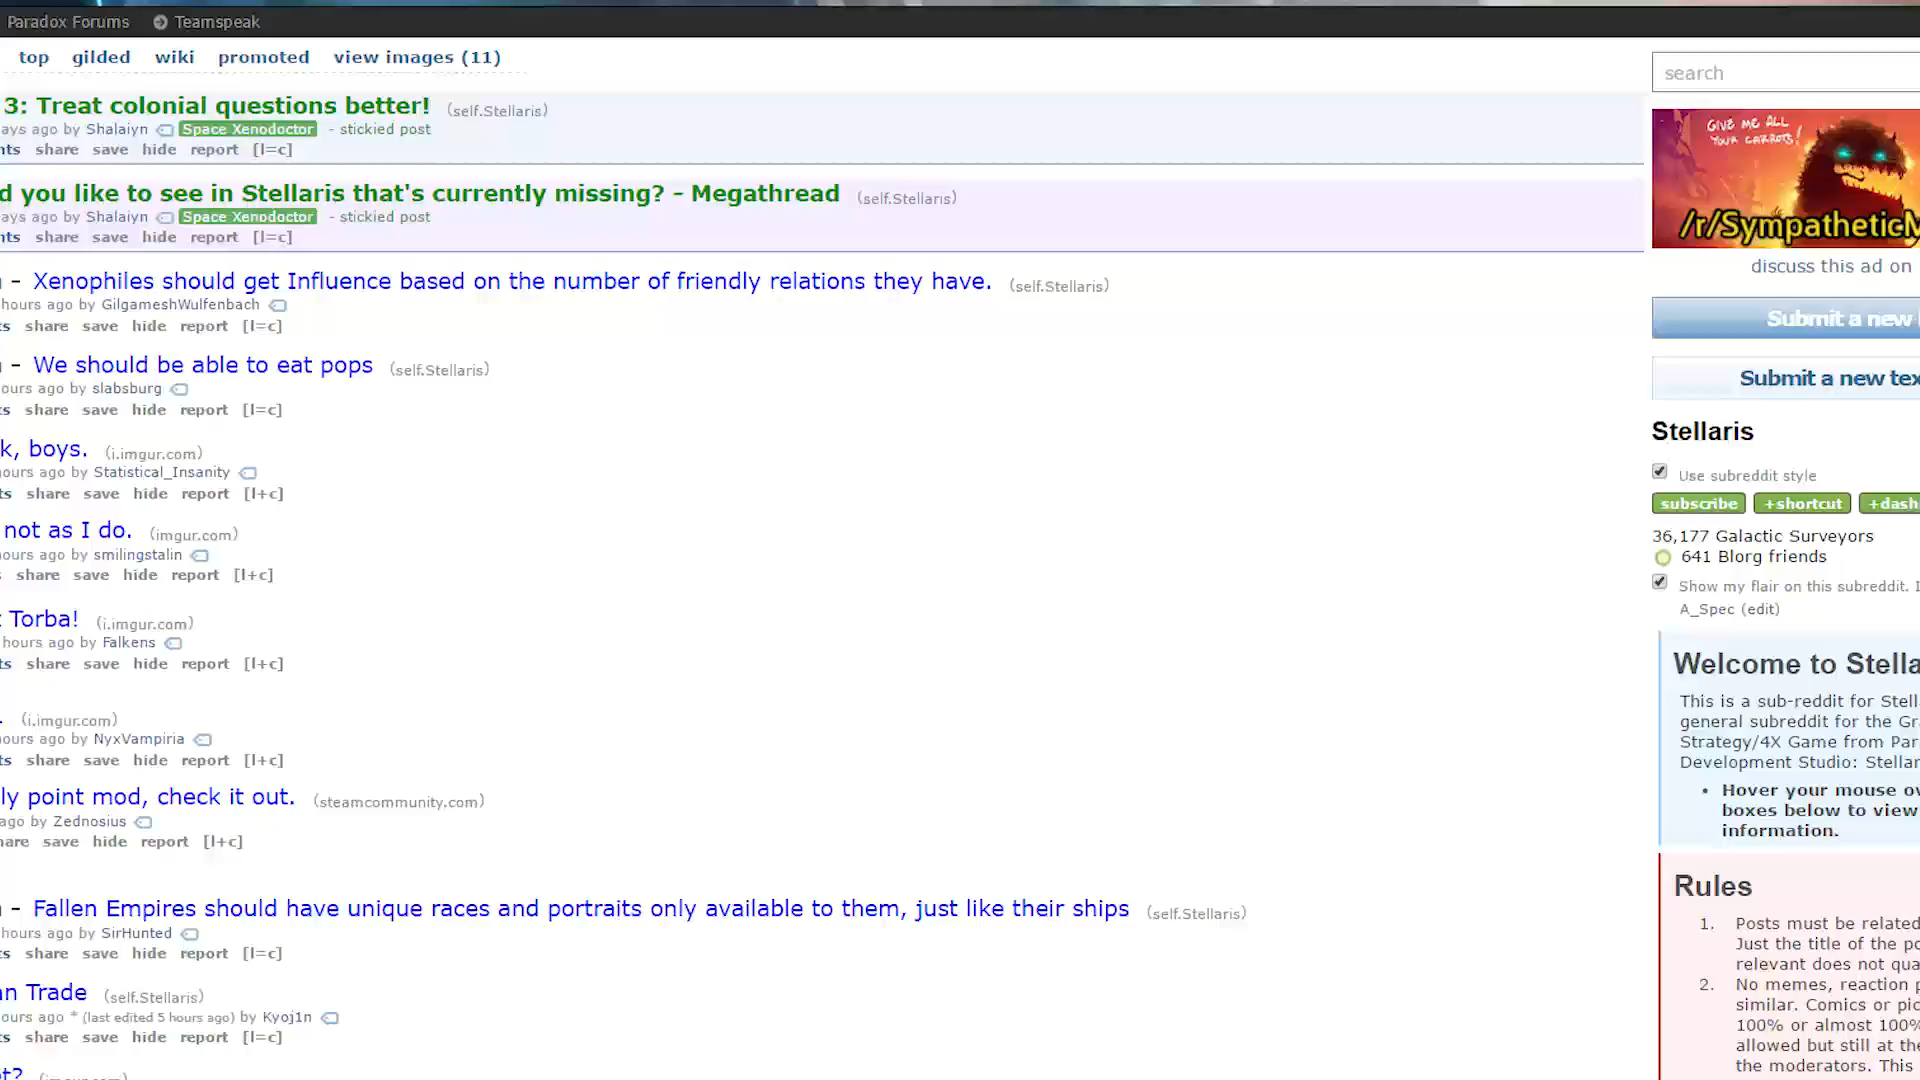 Paradox Forums Teamspeak
top gilded wiki promoted view images (11)
3: Treat colonial questions better! (self.Stellaris)
ays ago by Shalaiyn Space Xenodoctor - stickied post
nts share save hide report [l=c]
d you like to see in Stellaris that's currently missing? - Megathread (self.Stellaris)
ays ago by Shalaiyn Space Xenodoctor - stickied post
nts share save hide report [l=c]
- Xenophiles should get Influence based on the number of friendly relations they have. (self.Stellaris)
hours ago by GilgameshWulfenbach
ts share save hide report [l=c]
- We should be able to eat pops (self.Stellaris)
ours ago by slabsburg
ts share save hide report [l=c]
k, boys. (i.imgur.com)
ours ago by Statistical_Insanity
ts share save hide report [l+c]
not as I do. (imgur.com)
ours ago by smilingstalin
s share save hide report [l+c]
t Torba! (i.imgur.com)
hours ago by Falkens
ts share save hide report [l+c]
. (i.imgur.com)
ours ago by NyxVampiria
ts share save hide report [l+c]
ly point mod, check it out. (steamcommunity.com)
ago by Zednosius
hare save hide report [l+c]
- Fallen Empires should have unique races and portraits only available to them, just like their ships (self.Stellaris)
hours ago by SirHunted
ts share save hide report [l=c]
an Trade (self.Stellaris)
ours ago * (last edited 5 hours ago) by Kyoj1n
ts share save hide report [l=c]
ot? (imgur.com)
search
GIVE ME ALL
YOUR CARROTS!
/r/SympatheticM
discuss this ad on
Submit a new
Submit a new tex
Stellaris
Use subreddit style
subscribe +shortcut +dash
36,177 Galactic Surveyors
641 Blorg friends
Show my flair on this subreddit. I
A_Spec (edit)
Welcome to Stella
This is a sub-reddit for Stell
general subreddit for the Gr
Strategy/4X Game from Par
Development Studio: Stellar
• Hover your mouse ov
boxes below to view
information.
Rules
1. Posts must be related
Just the title of the po
relevant does not qua
2. No memes, reaction p
similar. Comics or pic
100% or almost 100%
allowed but still at the
the moderators. This